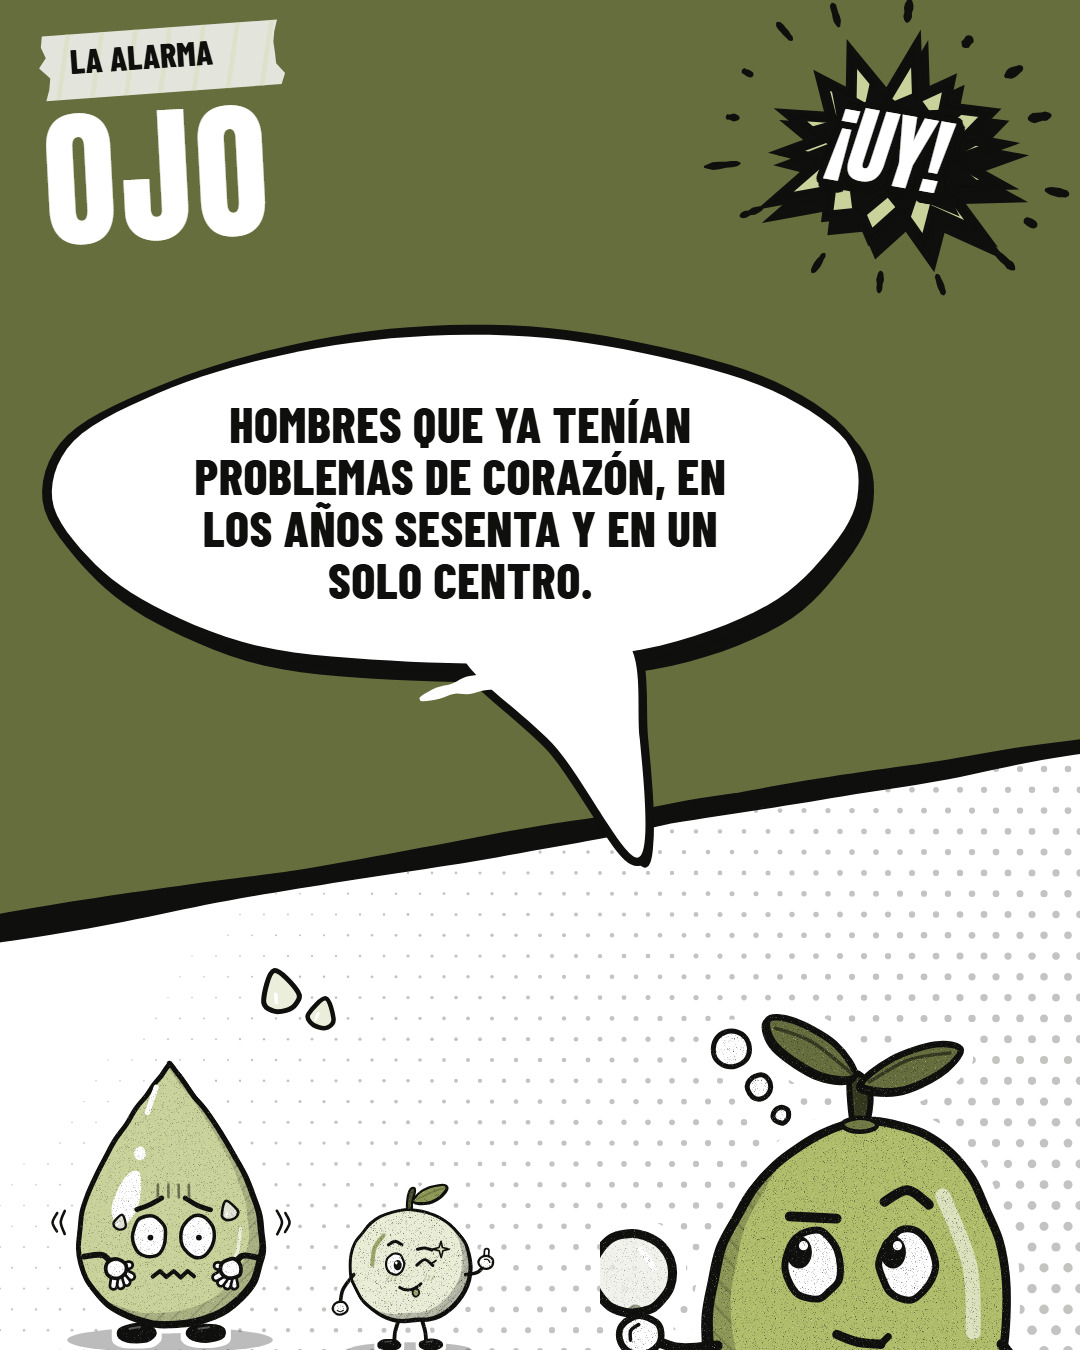 LA ALARMA
OJO
¡UY!
HOMBRES QUE YA TENÍAN
PROBLEMAS DE CORAZÓN, EN
LOS AÑOS SESENTA Y EN UN
SOLO CENTRO.